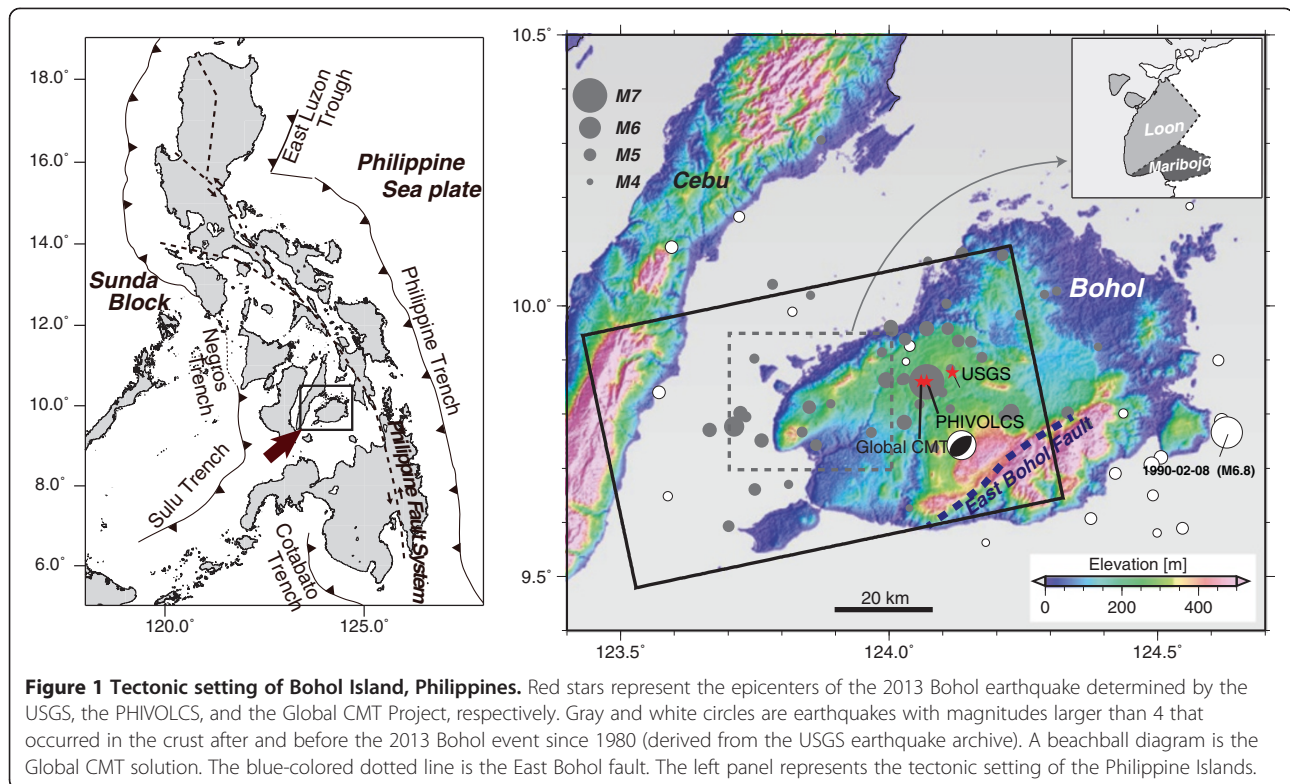 18.0°
16.0°
14.0°
12.0°
10.0°
8.0°
6.0°
120.0°
125.0°
East Luzon
Trough
Philippine
Sea plate
Sunda
Block
Negros
Trench
Philippine Trench
Sulu Trench
Cotabato
Trench
Philippine Fault System
10.5°
10.0°
9.5°
123.5°
124.0°
124.5°
M7
M6
M5
M4
Cebu
Bohol
Loon
Maribojo
USGS
PHIVOLCS
Global CMT
East Bohol Fault
1990-02-08 (M6.8)
20 km
Elevation [m]
0 200 400
Figure 1 Tectonic setting of Bohol Island, Philippines. Red stars represent the epicenters of the 2013 Bohol earthquake determined by the
USGS, the PHIVOLCS, and the Global CMT Project, respectively. Gray and white circles are earthquakes with magnitudes larger than 4 that
occurred in the crust after and before the 2013 Bohol event since 1980 (derived from the USGS earthquake archive). A beachball diagram is the
Global CMT solution. The blue-colored dotted line is the East Bohol fault. The left panel represents the tectonic setting of the Philippine Islands.